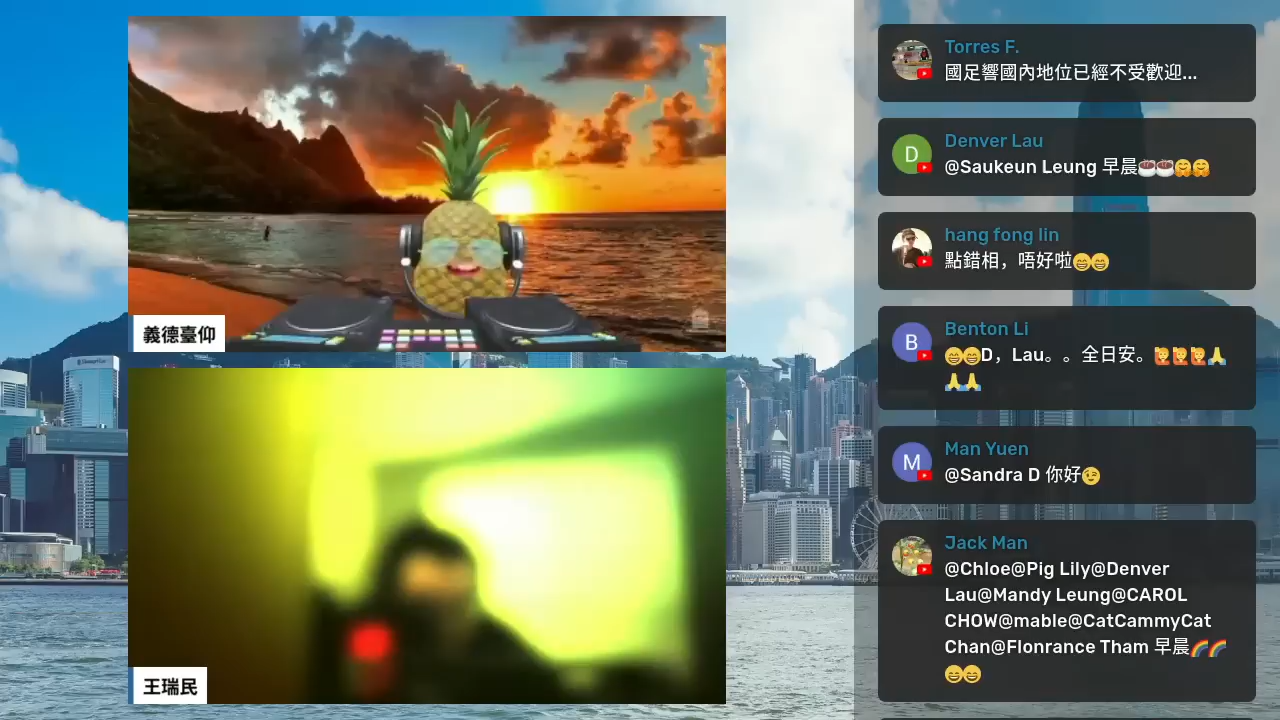 義德臺仰
王瑞民
Torres F.
國足響國內地位已經不受歡迎...
Denver Lau
@Saukeun Leung 早晨☕☕🤗🤗
hang fong lin
點錯相，唔好啦😁😁
Benton Li
😁😁D，Lau。。全日安。🙋🙋🙋🙏
🙏🙏
Man Yuen
@Sandra D 你好😉
Jack Man
@Chloe@Pig Lily@Denver
Lau@Mandy Leung@CAROL
CHOW@mable@CatCammyCat
Chan@Flonrance Tham 早晨🌈🌈
😄😄
D
B
M